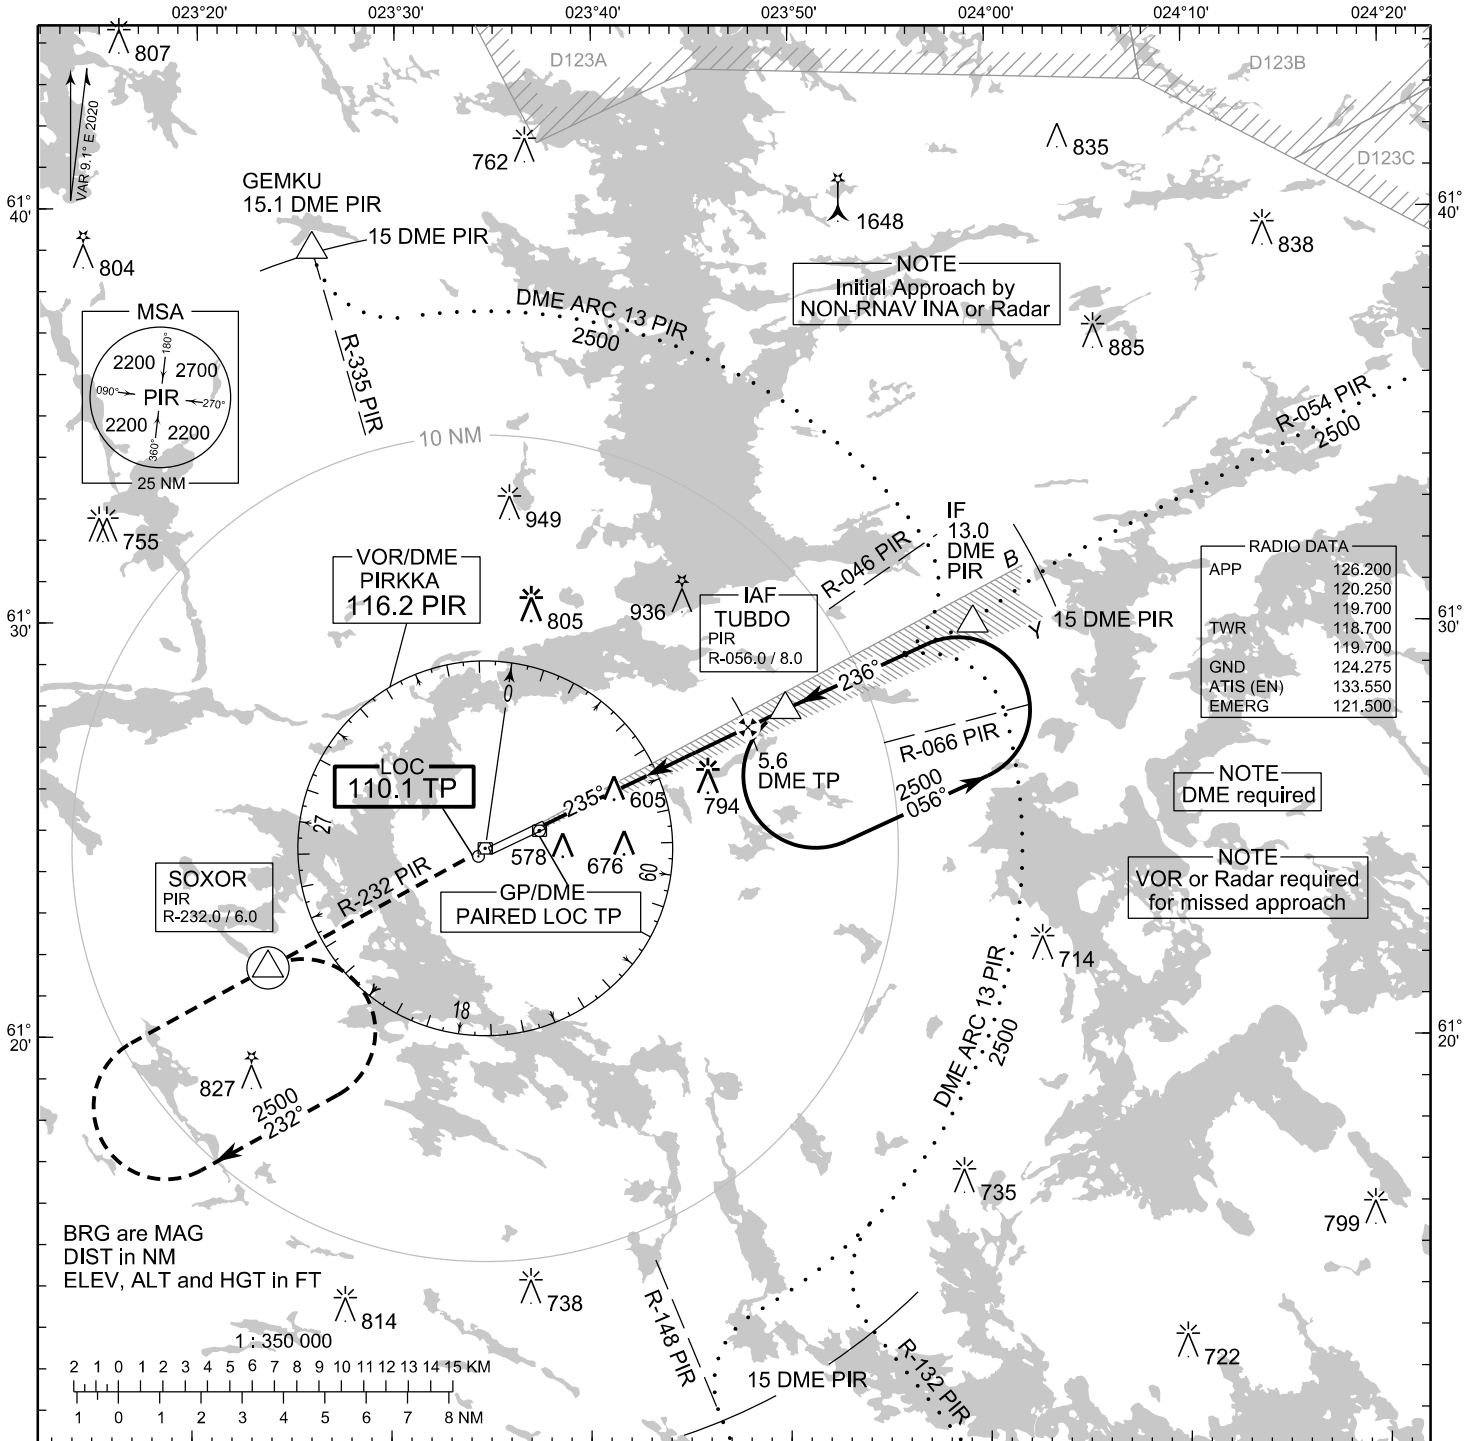 023°20' 023°30' 023°40' 023°50' 024°00' 024°10' 024°20'
807
VAR 9.1° E 2020
D123A
D123B
D123C
762
835
GEMKU
15.1 DME PIR
15 DME PIR
61°
40'
61°
40'
1648
838
804
NOTE
Initial Approach by
NON-RNAV INA or Radar
MSA
2200 2700
180°
090° PIR 270°
2200 2200
360°
25 NM
DME ARC 13 PIR
2500
R-335 PIR
885
R-054 PIR
2500
10 NM
949
755
IF
13.0
DME
PIR
B
Y
R-046 PIR
15 DME PIR
VOR/DME
PIRKKA
116.2 PIR
805
936
IAF
TUBDO
PIR
R-056.0 / 8.0
RADIO DATA
APP 126.200
120.250
119.700
TWR 118.700
119.700
GND 124.275
ATIS (EN) 133.550
EMERG 121.500
61°
30'
61°
30'
236°
0
R-066 PIR
5.6
DME TP
2500
056°
LOC
110.1 TP
235°
605
794
27
09
18
578
676
NOTE
DME required
NOTE
VOR or Radar required
for missed approach
GP/DME
PAIRED LOC TP
R-232 PIR
SOXOR
PIR
R-232.0 / 6.0
714
DME ARC 13 PIR
2500
61°
20'
61°
20'
827
2500
232°
735
799
BRG are MAG
DIST in NM
ELEV, ALT and HGT in FT
738
814
1 : 350 000
2 1 0 1 2 3 4 5 6 7 8 9 10 11 12 13 14 15 KM
1 0 1 2 3 4 5 6 7 8 NM
R-148 PIR
15 DME PIR
R-132 PIR
722